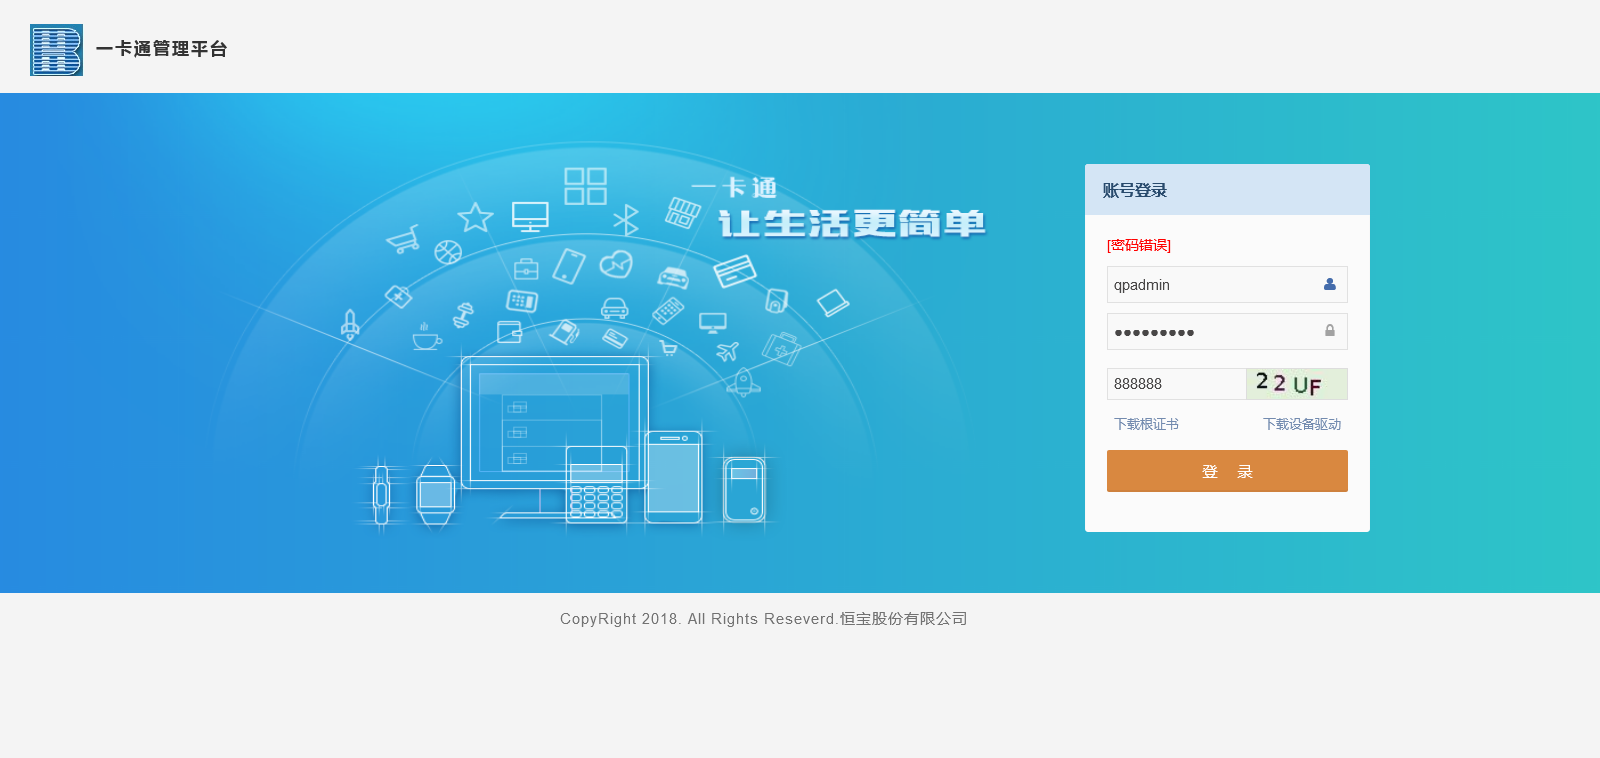 一卡通管理平台
一卡通
让生活更简单
账号登录
[密码错误]
qpadmin
●●●●●●●●●
888888
22UF
下载根证书
下载设备驱动
登 录
CopyRight 2018. All Rights Reseverd.恒宝股份有限公司